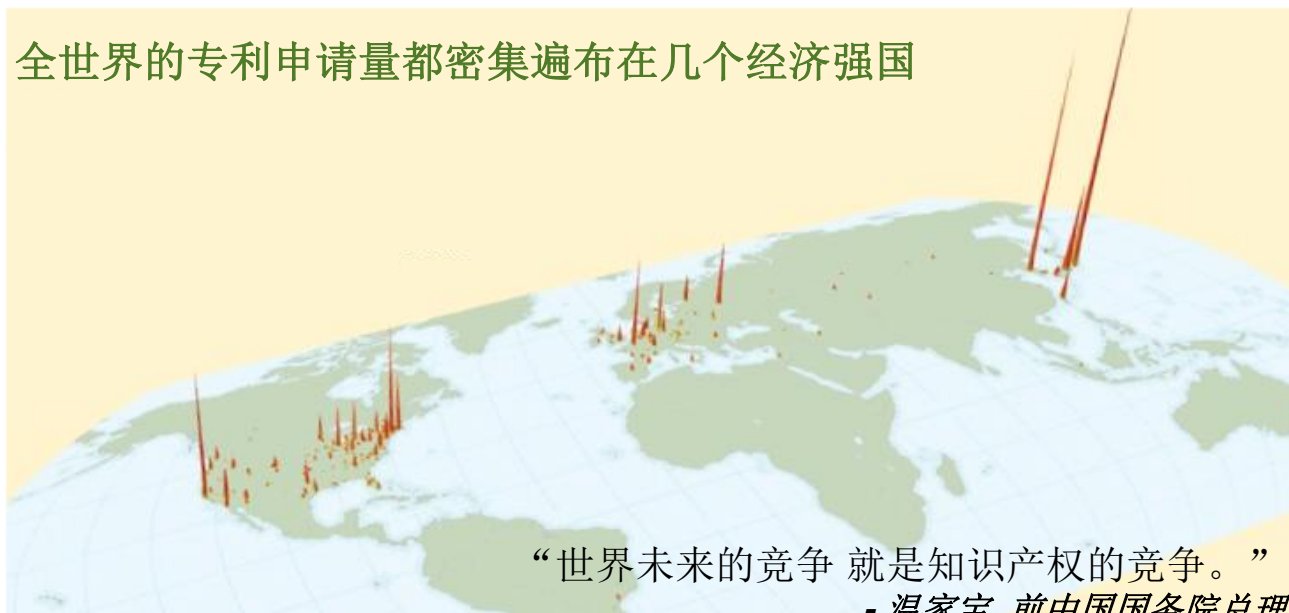 全世界的专利申请量都密集遍布在几个经济强国
“世界未来的竞争 就是知识产权的竞争。”
- 温家宝 前中国国务院总理